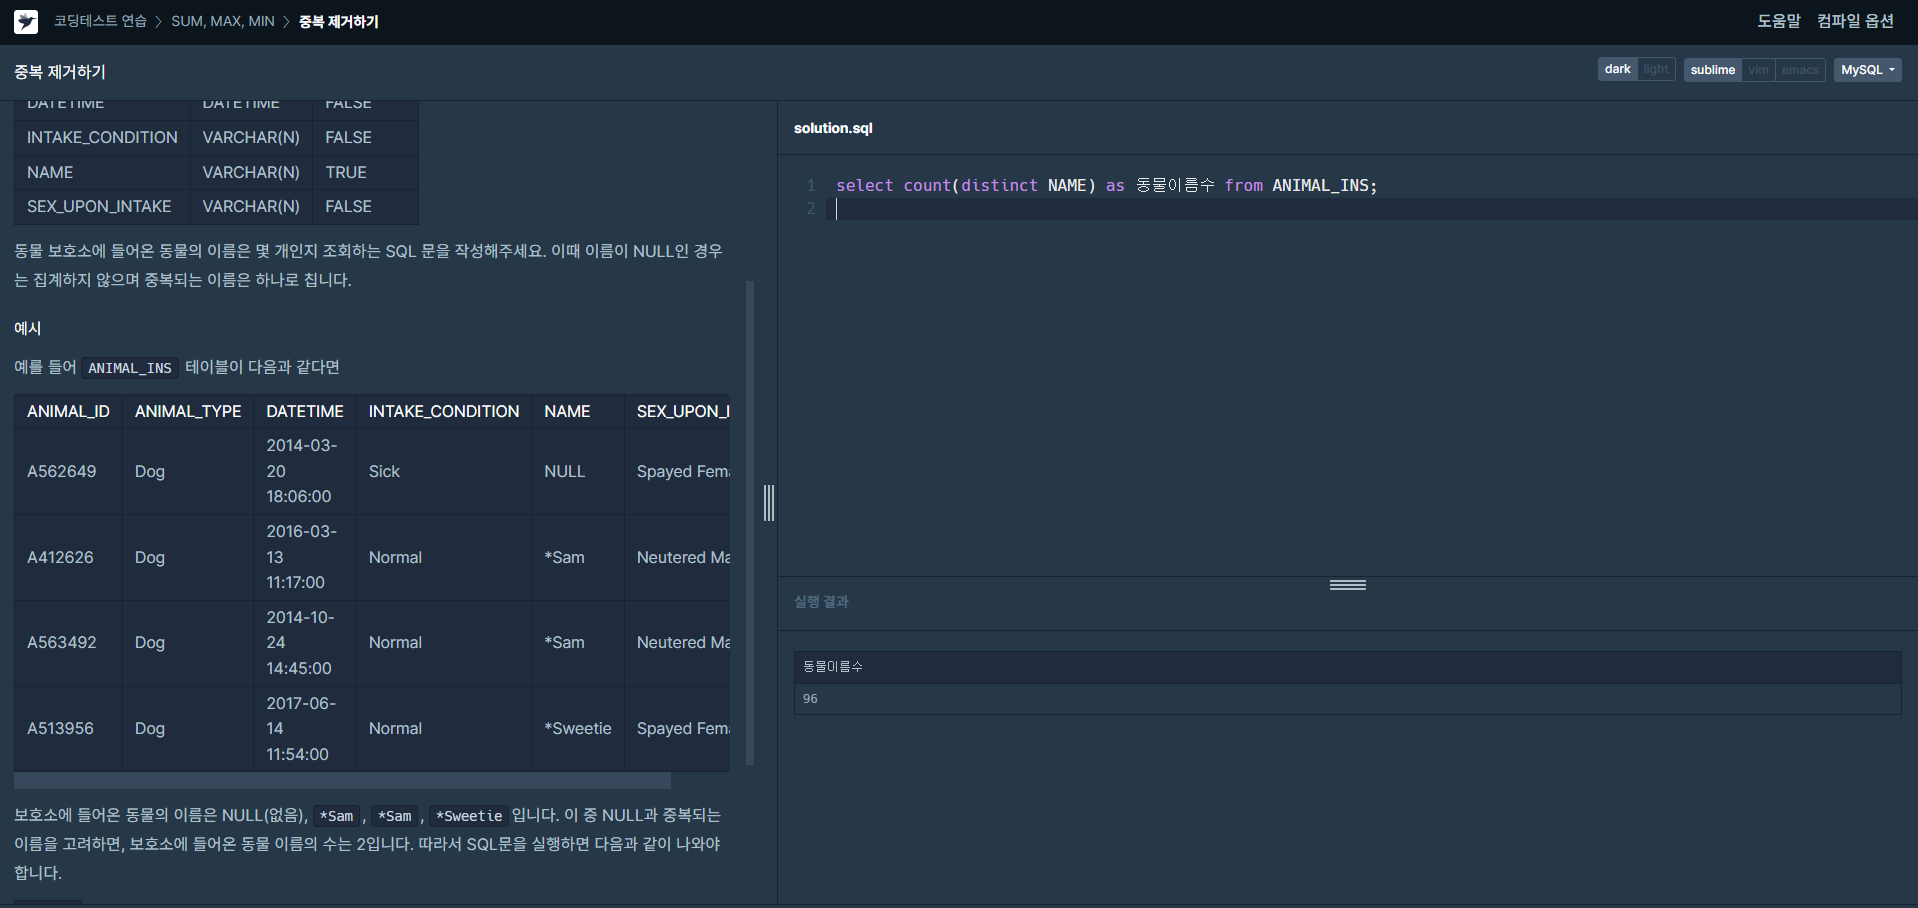 코딩테스트 연습 > SUM, MAX, MIN > 중복 제거하기
도움말 컴파일 옵션
중복 제거하기
dark light sublime vim emacs MySQL
DATETIME DATETIME FALSE
INTAKE_CONDITION VARCHAR(N) FALSE
NAME VARCHAR(N) TRUE
SEX_UPON_INTAKE VARCHAR(N) FALSE
동물 보호소에 들어온 동물의 이름은 몇 개인지 조회하는 SQL 문을 작성해주세요. 이때 이름이 NULL인 경우
는 집계하지 않으며 중복되는 이름은 하나로 칩니다.
예시
예를 들어 ANIMAL_INS 테이블이 다음과 같다면
ANIMAL_ID ANIMAL_TYPE DATETIME INTAKE_CONDITION NAME SEX_UPON_I
A562649 Dog 2014-03-20 18:06:00 Sick NULL Spayed Fema
A412626 Dog 2016-03-13 11:17:00 Normal *Sam Neutered Ma
A563492 Dog 2014-10-24 14:45:00 Normal *Sam Neutered Ma
A513956 Dog 2017-06-14 11:54:00 Normal *Sweetie Spayed Fema
보호소에 들어온 동물의 이름은 NULL(없음), *Sam, *Sam, *Sweetie입니다. 이 중 NULL과 중복되는
이름을 고려하면, 보호소에 들어온 동물 이름의 수는 2입니다. 따라서 SQL문을 실행하면 다음과 같이 나와야
합니다.
solution.sql
1 select count(distinct NAME) as 동물이름수 from ANIMAL_INS;
2
실행 결과
동물이름수
96